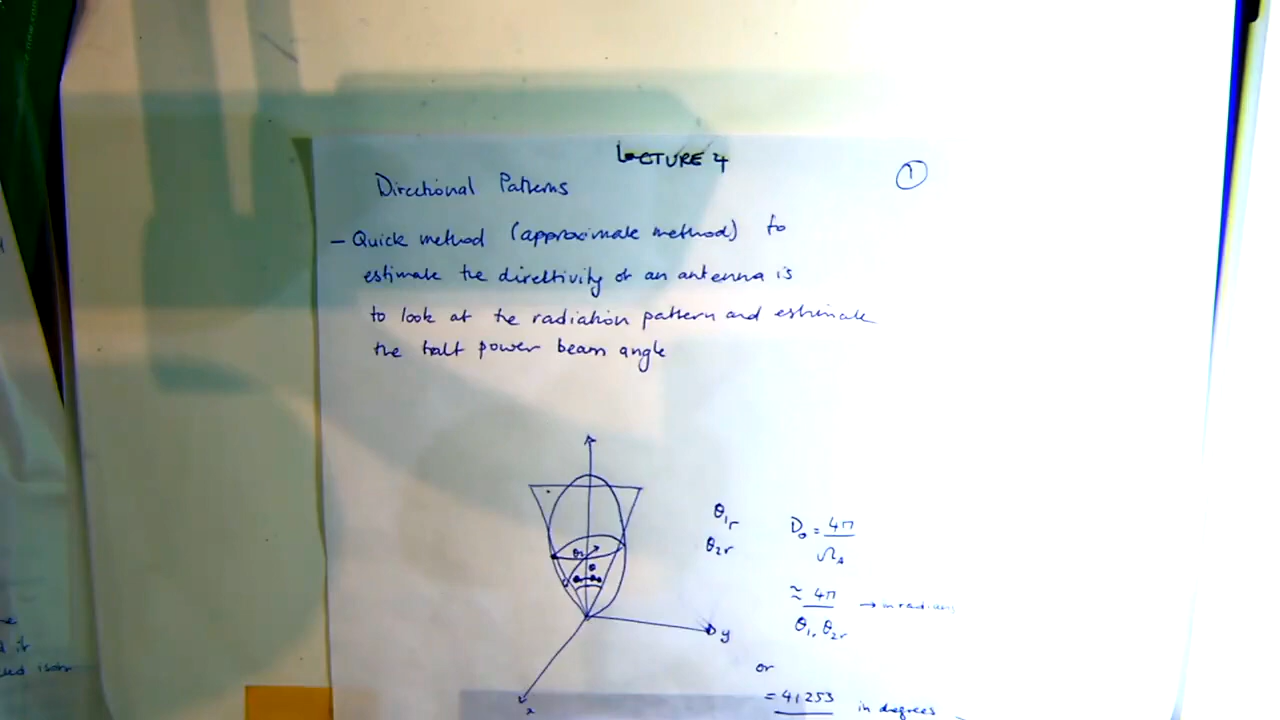 LECTURE 4
①
Directional Patterns
– Quick method (approximate method) to
estimate the directivity of an antenna is
to look at the radiation pattern and estimate
the half power beam angle
θ1r
θ2r
D₀ = 4π
ΩA
≈ 4π → in radians
θ1r θ2r
y
x
or
= 41253 in degrees